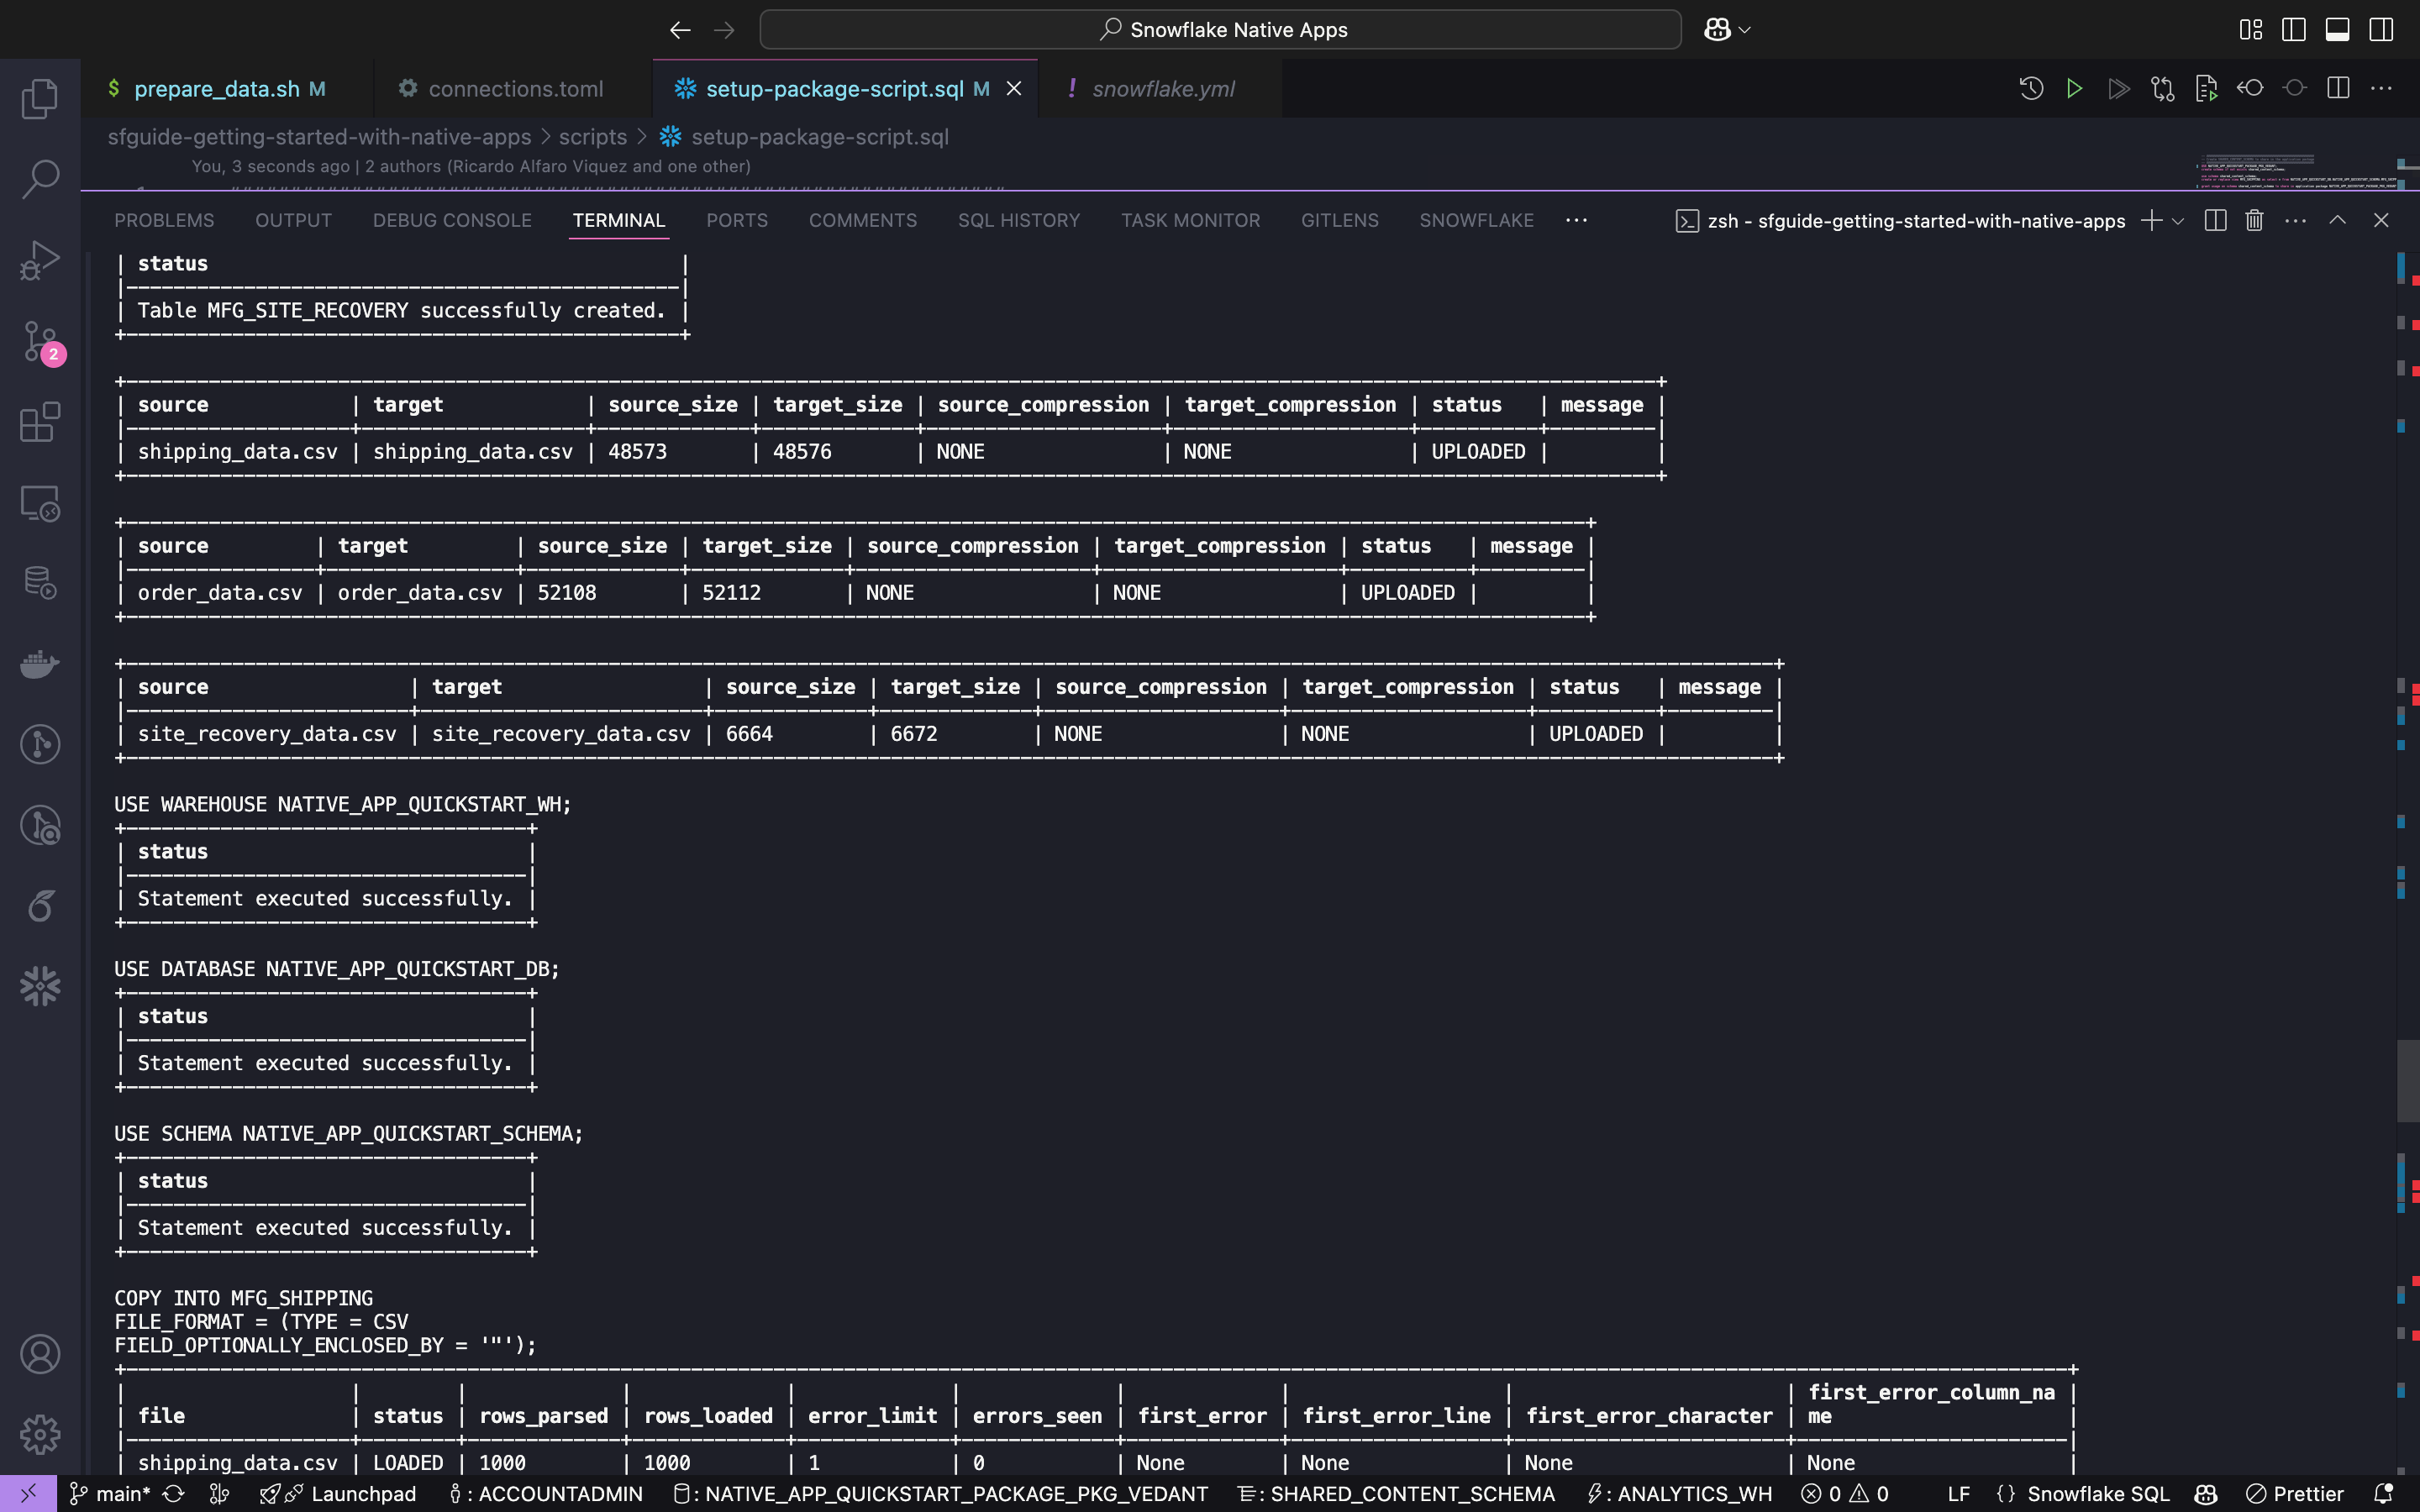 Snowflake Native Apps
$ prepare_data.sh M
connections.toml
setup-package-script.sql M
! snowflake.yml
sfguide-getting-started-with-native-apps > scripts > setup-package-script.sql
You, 3 seconds ago | 2 authors (Ricardo Alfaro Viquez and one other)
PROBLEMS OUTPUT DEBUG CONSOLE TERMINAL PORTS COMMENTS SQL HISTORY TASK MONITOR GITLENS SNOWFLAKE ··· zsh - sfguide-getting-started-with-native-apps
| status |
| Table MFG_SITE_RECOVERY successfully created. |
| source | target | source_size | target_size | source_compression | target_compression | status | message |
| shipping_data.csv | shipping_data.csv | 48573 | 48576 | NONE | NONE | UPLOADED | |
| source | target | source_size | target_size | source_compression | target_compression | status | message |
| order_data.csv | order_data.csv | 52108 | 52112 | NONE | NONE | UPLOADED | |
| source | target | source_size | target_size | source_compression | target_compression | status | message |
| site_recovery_data.csv | site_recovery_data.csv | 6664 | 6672 | NONE | NONE | UPLOADED | |
USE WAREHOUSE NATIVE_APP_QUICKSTART_WH;
| status |
| Statement executed successfully. |
USE DATABASE NATIVE_APP_QUICKSTART_DB;
| status |
| Statement executed successfully. |
USE SCHEMA NATIVE_APP_QUICKSTART_SCHEMA;
| status |
| Statement executed successfully. |
COPY INTO MFG_SHIPPING
FILE_FORMAT = (TYPE = CSV
FIELD_OPTIONALLY_ENCLOSED_BY = '"');
| | | | | | | | | | first_error_column_na |
| file | status | rows_parsed | rows_loaded | error_limit | errors_seen | first_error | first_error_line | first_error_character | me |
| shipping_data.csv | LOADED | 1000 | 1000 | 1 | 0 | None | None | None | None |
2
main* Launchpad : ACCOUNTADMIN : NATIVE_APP_QUICKSTART_PACKAGE_PKG_VEDANT : SHARED_CONTENT_SCHEMA : ANALYTICS_WH 0 0 LF {} Snowflake SQL Prettier